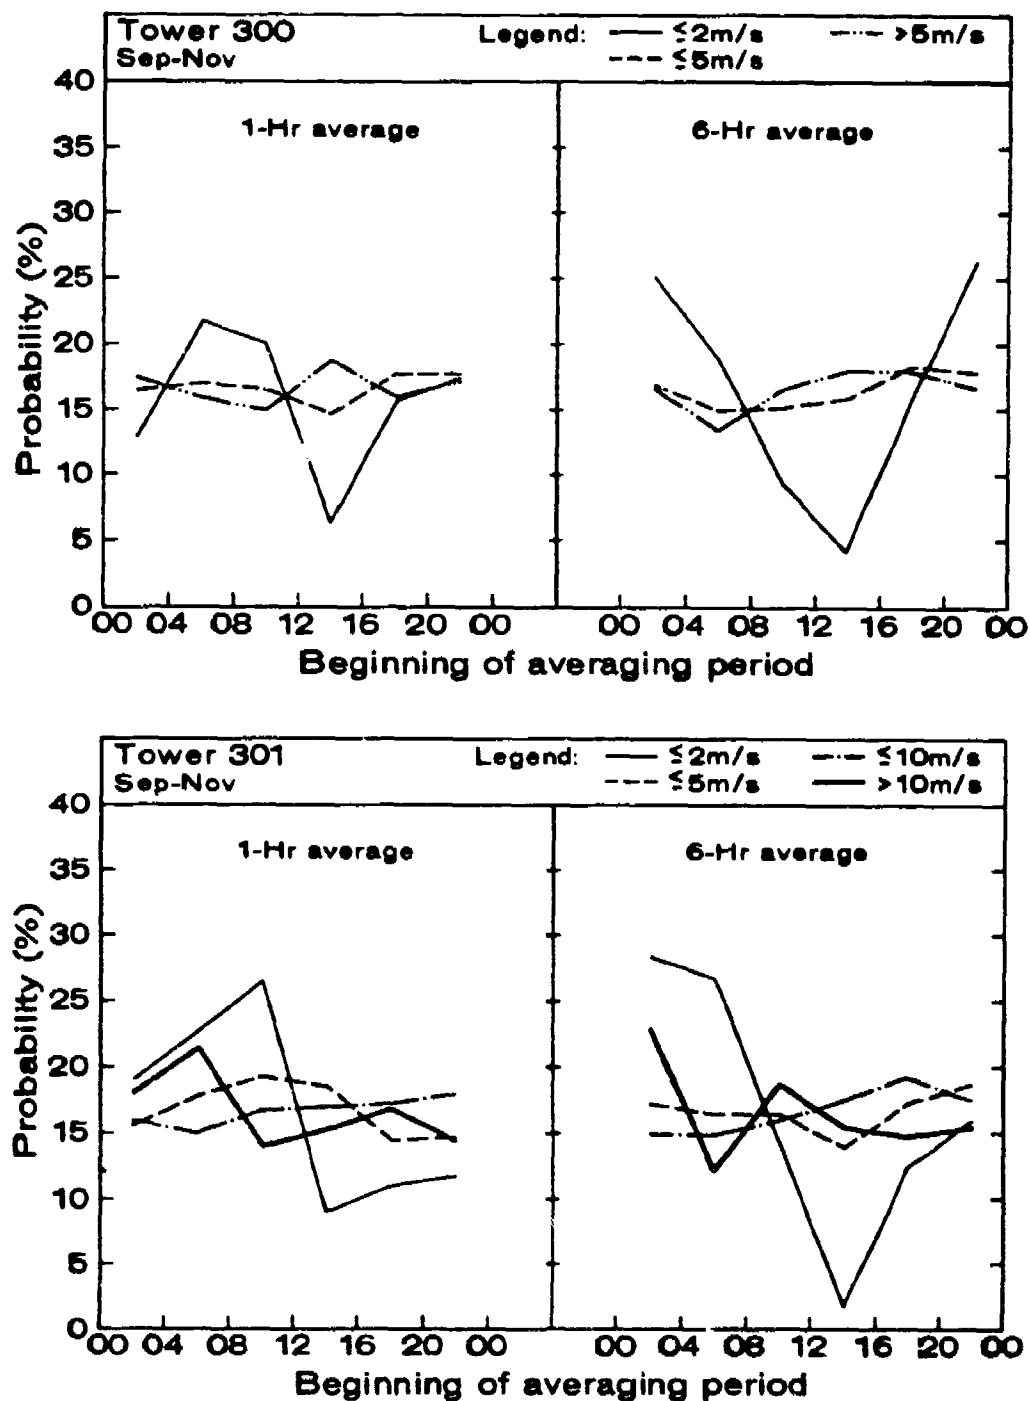 Tower 300 Legend: ≤2m/s >5m/s
Sep-Nov ≤5m/s
40
1-Hr average 6-Hr average
35
30
25
20
15
10
5
0
Probability (%)
00 04 08 12 16 20 00 00 04 08 12 16 20 00
Beginning of averaging period
Tower 301 Legend: ≤2m/s ≤10m/s
Sep-Nov ≤5m/s >10m/s
40
1-Hr average 6-Hr average
35
30
25
20
15
10
5
0
Probability (%)
00 04 08 12 16 20 00 00 04 08 12 16 20 00
Beginning of averaging period